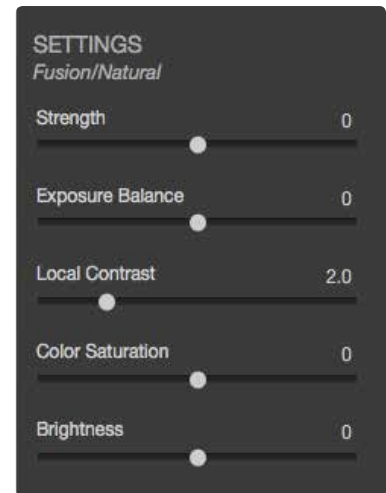 SETTINGS
Fusion/Natural
Strength 0
Exposure Balance 0
Local Contrast 2.0
Color Saturation 0
Brightness 0